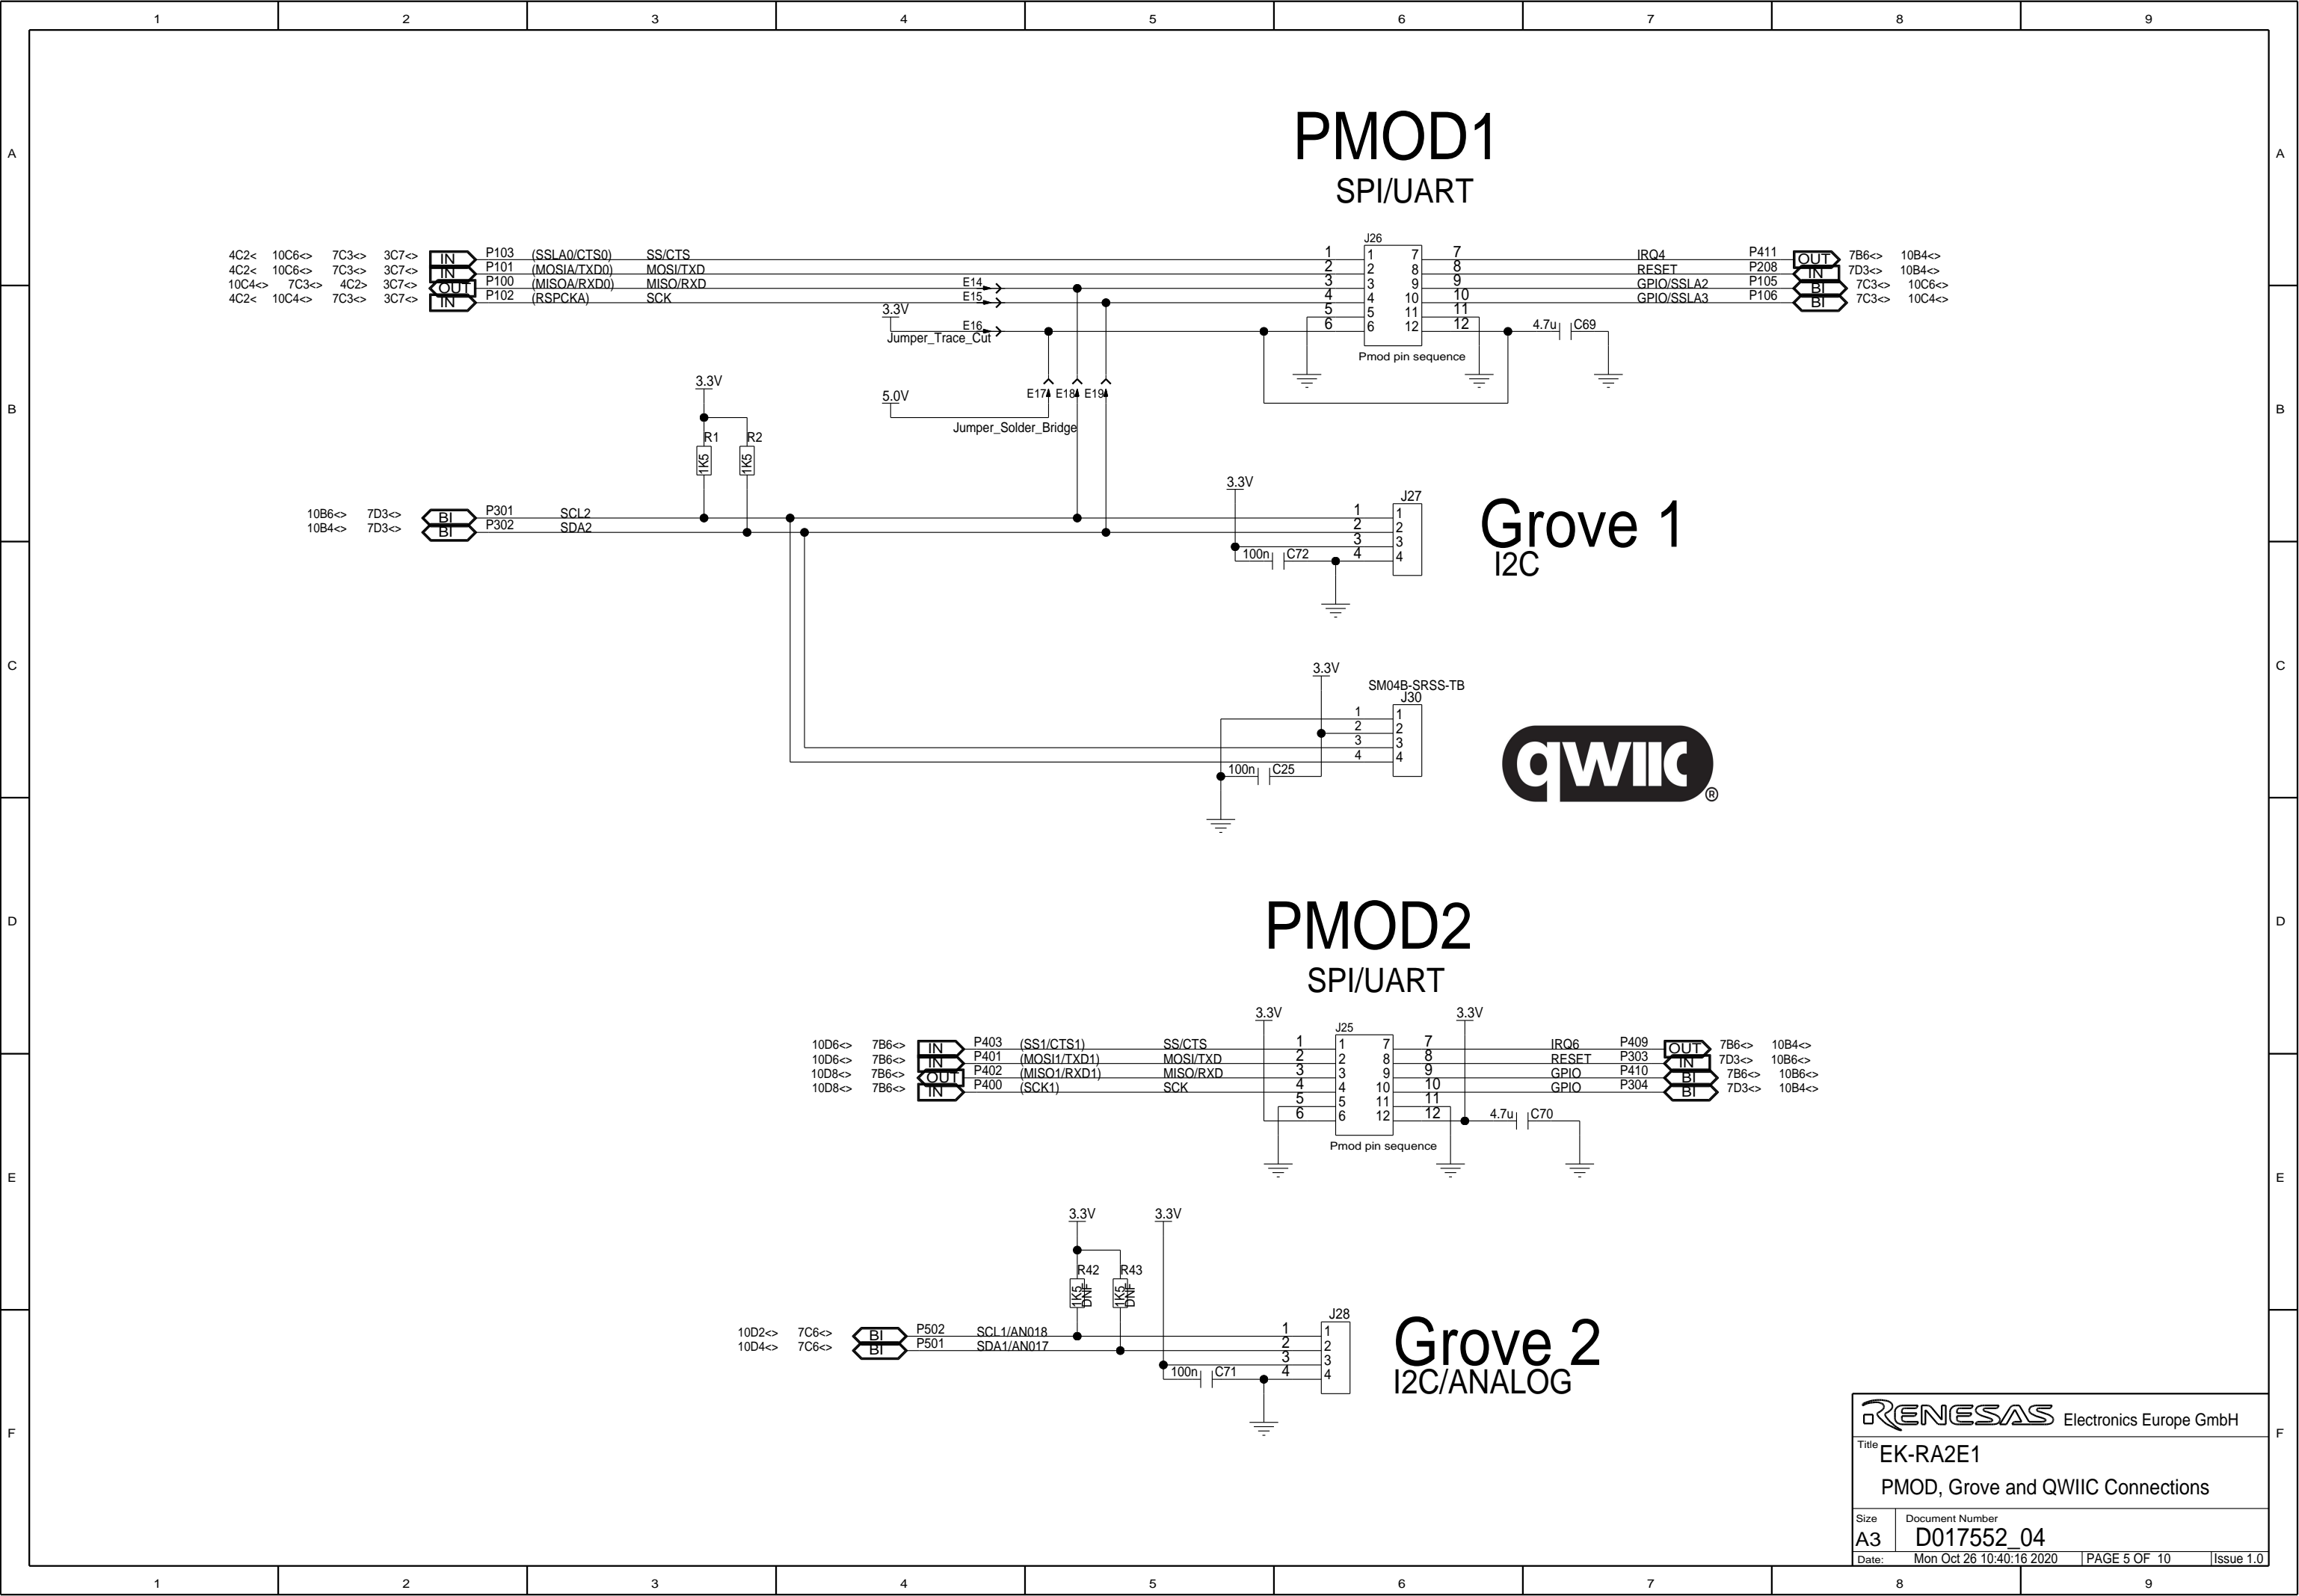 1 2 3 4 5 6 7 8 9
A A
PMOD1
SPI/UART
J26
4C2< 10C6<> 7C3<> 3C7<> IN P103 (SSLA0/CTS0) SS/CTS 1 1 7 7 IRQ4 P411 OUT 7B6<> 10B4<>
4C2< 10C6<> 7C3<> 3C7<> IN P101 (MOSIA/TXD0) MOSI/TXD 2 2 8 8 RESET P208 IN 7D3<> 10B4<>
10C4<> 7C3<> 4C2> 3C7<> OUT P100 (MISOA/RXD0) MISO/RXD E14 3 3 9 9 GPIO/SSLA2 P105 BI 7C3<> 10C6<>
4C2< 10C4<> 7C3<> 3C7<> IN P102 (RSPCKA) SCK E15 4 4 10 10 GPIO/SSLA3 P106 BI 7C3<> 10C4<>
3.3V 5 5 11 11
E16 6 6 12 12 4.7u C69
Jumper_Trace_Cut
Pmod pin sequence
3.3V
5.0V E17 E18 E19
B B
Jumper_Solder_Bridge
R1 R2
1K5 1K5
3.3V
J27
10B6<> 7D3<> BI P301 SCL2 1 1
10B4<> 7D3<> BI P302 SDA2 2 2
3 3
100n C72 4 4
Grove 1
I2C
C C
3.3V
SM04B-SRSS-TB
J30
1 1
2 2
3 3
4 4
100n C25
qwiic ®
D D
PMOD2
SPI/UART
3.3V 3.3V
J25
10D6<> 7B6<> IN P403 (SS1/CTS1) SS/CTS 1 1 7 7 IRQ6 P409 OUT 7B6<> 10B4<>
10D6<> 7B6<> IN P401 (MOSI1/TXD1) MOSI/TXD 2 2 8 8 RESET P303 IN 7D3<> 10B6<>
10D8<> 7B6<> OUT P402 (MISO1/RXD1) MISO/RXD 3 3 9 9 GPIO P410 BI 7B6<> 10B6<>
10D8<> 7B6<> IN P400 (SCK1) SCK 4 4 10 10 GPIO P304 BI 7D3<> 10B4<>
5 5 11 11
6 6 12 12 4.7u C70
Pmod pin sequence
E E
3.3V 3.3V
R42 R43
1K5 DNF 1K5 DNF
J28
10D2<> 7C6<> BI P502 SCL1/AN018 1 1
10D4<> 7C6<> BI P501 SDA1/AN017 2 2
3 3
100n C71 4 4
Grove 2
I2C/ANALOG
F F
RENESAS Electronics Europe GmbH
Title EK-RA2E1
PMOD, Grove and QWIIC Connections
Size Document Number
A3 D017552_04
Date: Mon Oct 26 10:40:16 2020 PAGE 5 OF 10 Issue 1.0
1 2 3 4 5 6 7 8 9